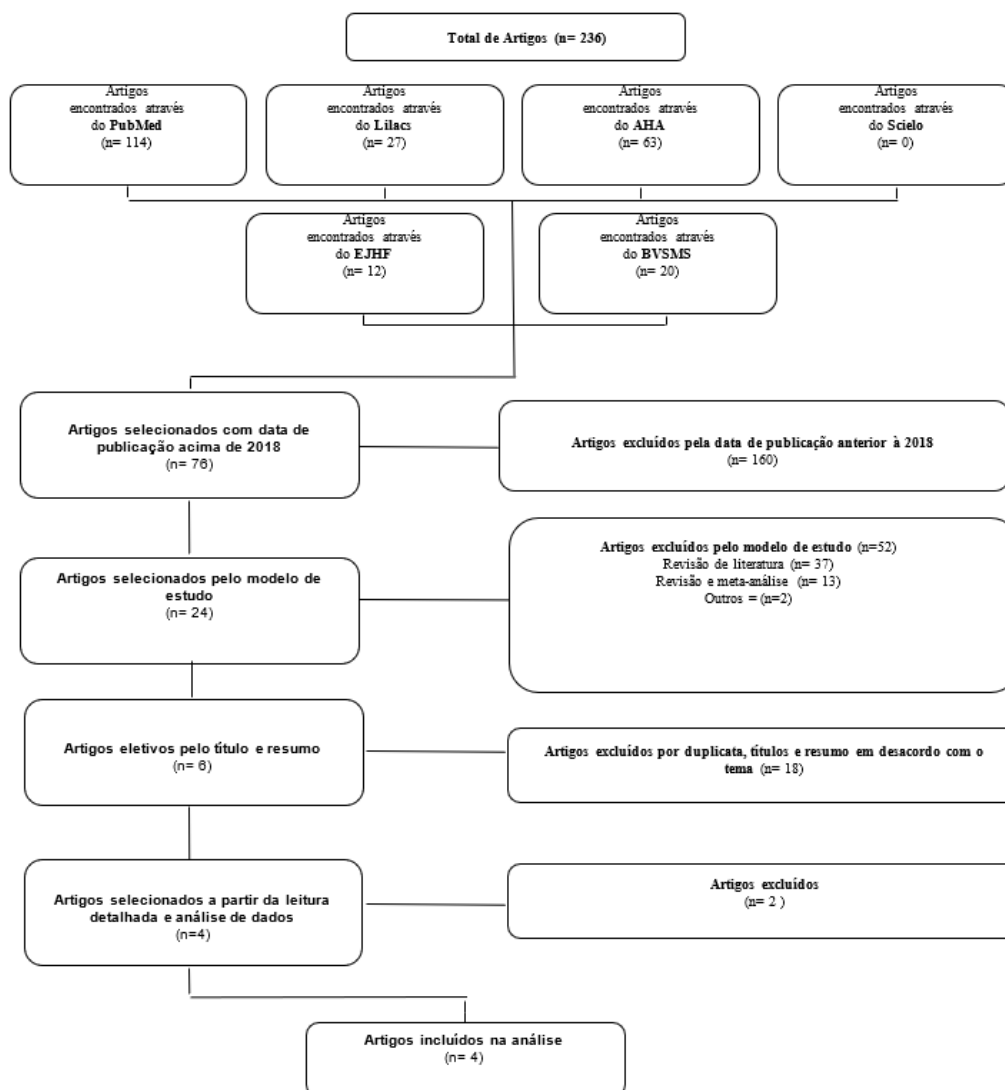 Total de Artigos (n= 236)
Artigos
encontrados através
do PubMed
(n= 114)
Artigos
encontrados através
do Lilacs
(n= 27)
Artigos
encontrados através
do AHA
(n= 63)
Artigos
encontrados através
do Scielo
(n= 0)
Artigos
encontrados através
do EJHF
(n= 12)
Artigos
encontrados através
do BVSMS
(n= 20)
Artigos selecionados com data de
publicação acima de 2018
(n= 76)
Artigos excluídos pela data de publicação anterior à 2018
(n= 160)
Artigos selecionados pelo modelo de
estudo
(n= 24)
Artigos excluídos pelo modelo de estudo (n=52)
Revisão de literatura (n= 37)
Revisão e meta-análise (n= 13)
Outros = (n=2)
Artigos eletivos pelo título e resumo
(n= 6)
Artigos excluídos por duplicata, títulos e resumo em desacordo com o
tema (n= 18)
Artigos selecionados a partir da leitura
detalhada e análise de dados
(n=4)
Artigos excluídos
(n= 2 )
Artigos incluídos na análise
(n= 4)